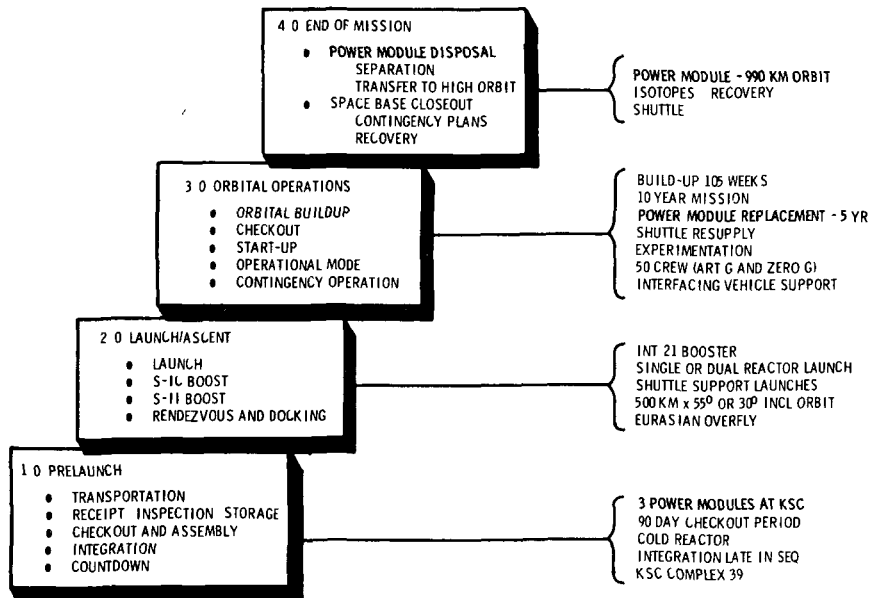 4 0 END OF MISSION
● POWER MODULE DISPOSAL
SEPARATION
TRANSFER TO HIGH ORBIT
● SPACE BASE CLOSEOUT
CONTINGENCY PLANS
RECOVERY
POWER MODULE - 990 KM ORBIT
ISOTOPES RECOVERY
SHUTTLE
3 0 ORBITAL OPERATIONS
● ORBITAL BUILDUP
● CHECKOUT
● START-UP
● OPERATIONAL MODE
● CONTINGENCY OPERATION
BUILD-UP 105 WEEKS
10 YEAR MISSION
POWER MODULE REPLACEMENT - 5 YR
SHUTTLE RESUPPLY
EXPERIMENTATION
50 CREW (ART G AND ZERO G)
INTERFACING VEHICLE SUPPORT
2 0 LAUNCH/ASCENT
● LAUNCH
● S-IC BOOST
● S-II BOOST
● RENDEZVOUS AND DOCKING
INT 21 BOOSTER
SINGLE OR DUAL REACTOR LAUNCH
SHUTTLE SUPPORT LAUNCHES
500 KM x 55⁰ OR 30⁰ INCL ORBIT
EURASIAN OVERFLY
1 0 PRELAUNCH
● TRANSPORTATION
● RECEIPT INSPECTION STORAGE
● CHECKOUT AND ASSEMBLY
● INTEGRATION
● COUNTDOWN
3 POWER MODULES AT KSC
90 DAY CHECKOUT PERIOD
COLD REACTOR
INTEGRATION LATE IN SEQ
KSC COMPLEX 39